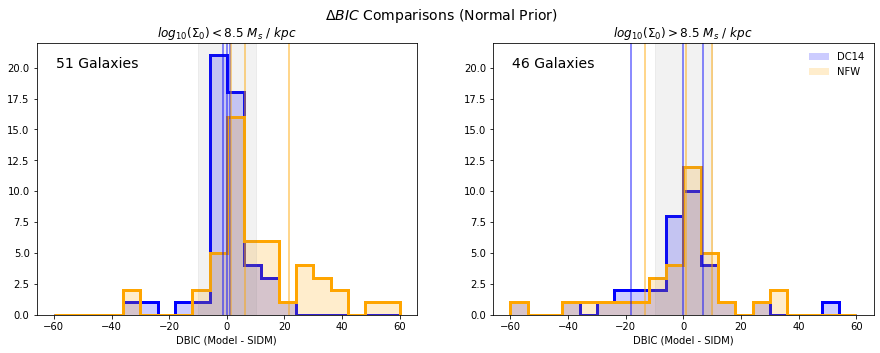 ΔBIC Comparisons (Normal Prior)
log₁₀(Σ₀) < 8.5 Mₛ / kpc
51 Galaxies
20.0
17.5
15.0
12.5
10.0
7.5
5.0
2.5
0.0
−60 −40 −20 0 20 40 60
DBIC (Model - SIDM)
log₁₀(Σ₀) > 8.5 Mₛ / kpc
46 Galaxies
DC14
NFW
20.0
17.5
15.0
12.5
10.0
7.5
5.0
2.5
0.0
−60 −40 −20 0 20 40 60
DBIC (Model - SIDM)